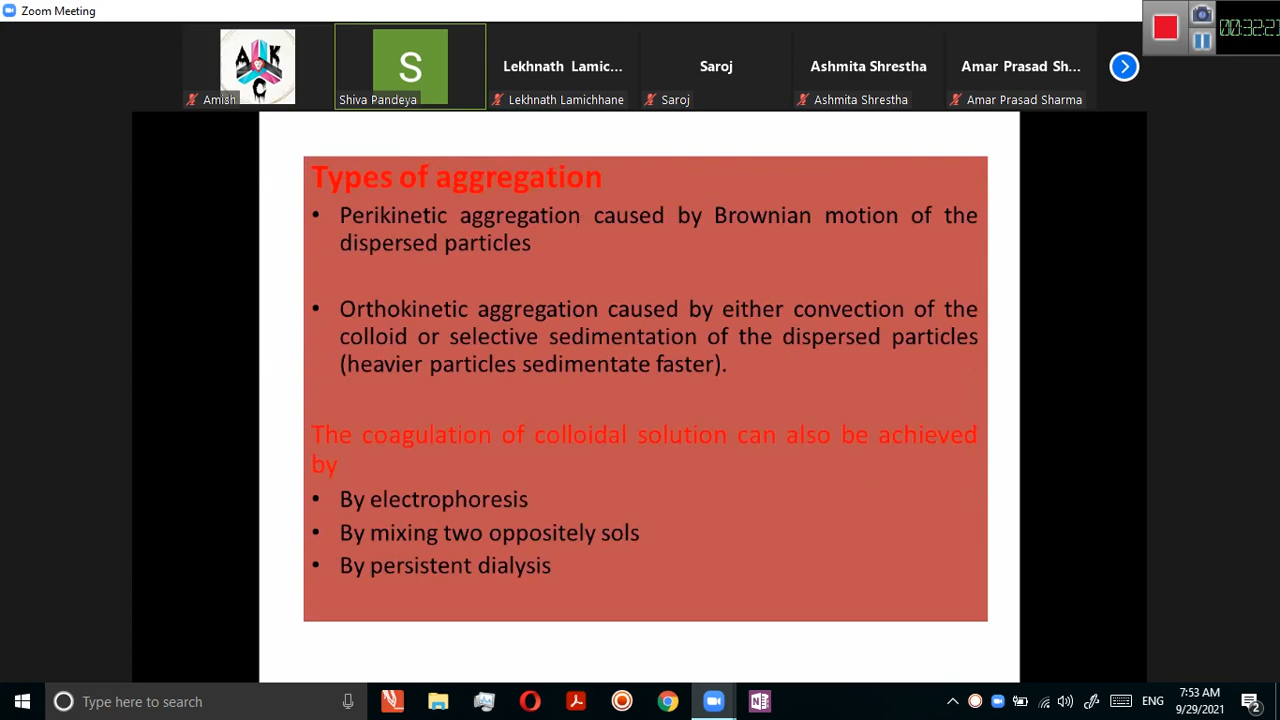 Zoom Meeting
00:32:2
A K
C
S
Lekhnath Lamic...
Saroj
Ashmita Shrestha
Amar Prasad Sh...
Amish
Shiva Pandeya
Lekhnath Lamichhane
Saroj
Ashmita Shrestha
Amar Prasad Sharma
Types of aggregation
• Perikinetic aggregation caused by Brownian motion of the
dispersed particles
• Orthokinetic aggregation caused by either convection of the
colloid or selective sedimentation of the dispersed particles
(heavier particles sedimentate faster).
The coagulation of colloidal solution can also be achieved
by
• By electrophoresis
• By mixing two oppositely sols
• By persistent dialysis
Type here to search
ENG
7:53 AM
9/29/2021
2